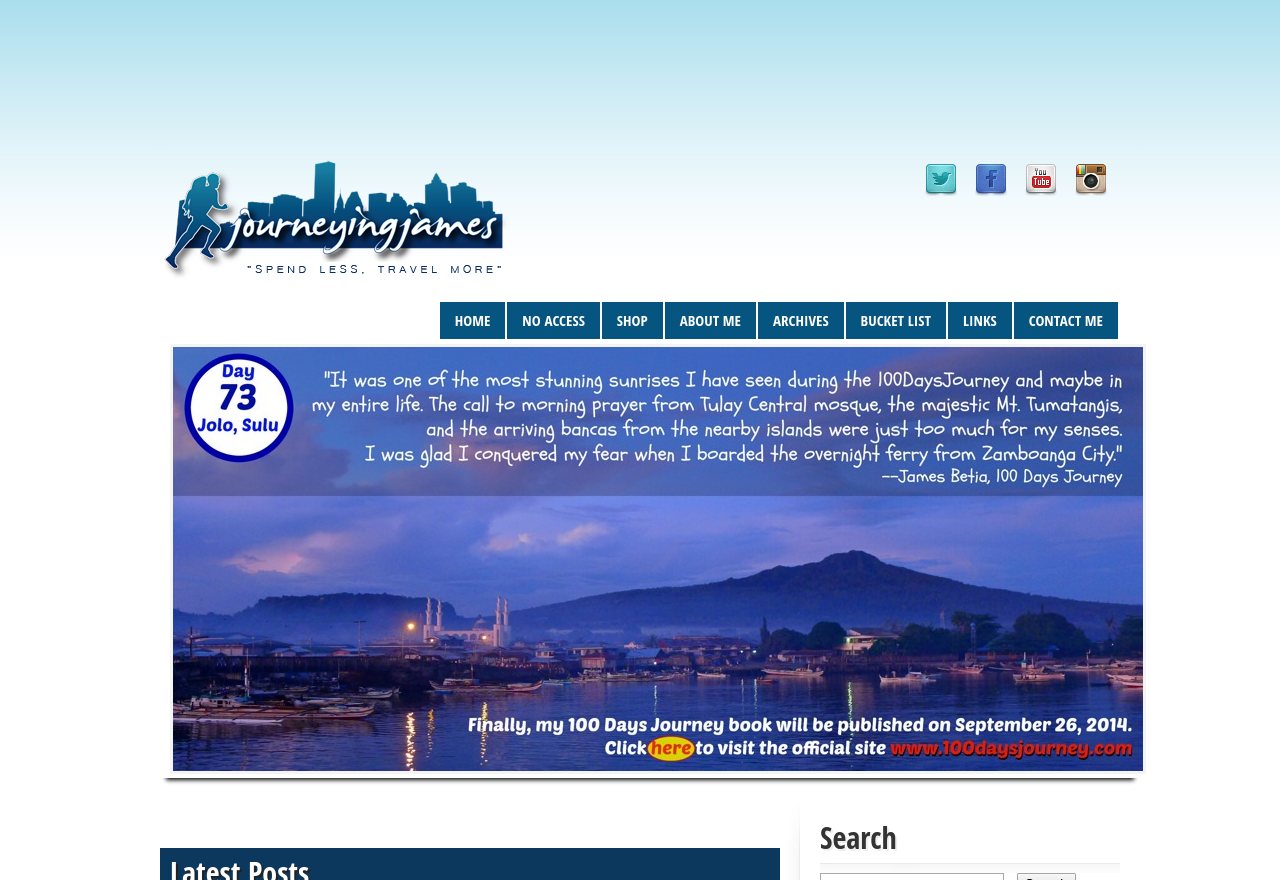 journeyingjames
"SPEND LESS, TRAVEL MORE"
You
Tube
HOME
NO ACCESS
SHOP
ABOUT ME
ARCHIVES
BUCKET LIST
LINKS
CONTACT ME
Day
73
Jolo, Sulu
"It was one of the most stunning sunrises I have seen during the 100DaysJourney and maybe in
my entire life. The call to morning prayer from Tulay Central mosque, the majestic Mt. Tumatangis,
and the arriving bancas from the nearby islands were just too much for my senses.
I was glad I conquered my fear when I boarded the overnight ferry from Zamboanga City."
--James Betia, 100 Days Journey
Finally, my 100 Days Journey book will be published on September 26, 2014.
Click here to visit the official site www.100daysjourney.com
Search
Latest Posts